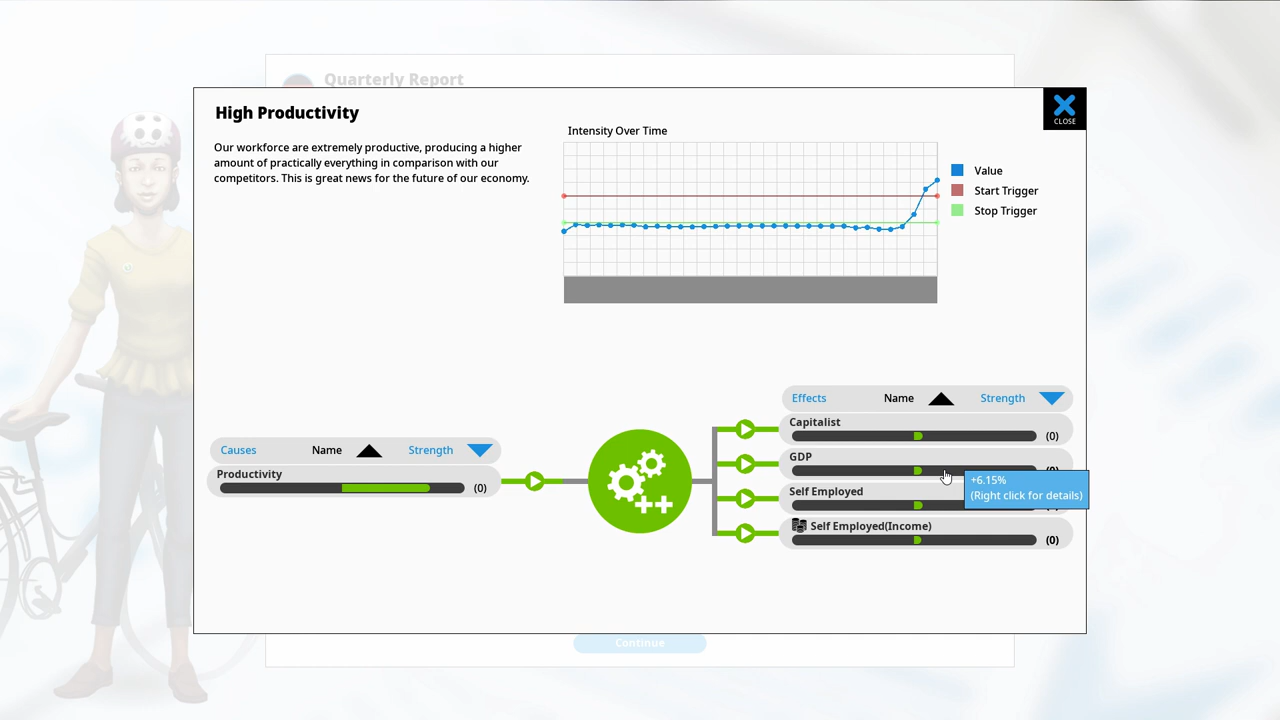 Quarterly Report
High Productivity
CLOSE
Our workforce are extremely productive, producing a higher
amount of practically everything in comparison with our
competitors. This is great news for the future of our economy.
Intensity Over Time
Value
Start Trigger
Stop Trigger
Causes Name Strength
Productivity
(0)
Effects Name Strength
Capitalist
(0)
GDP
+6.15%
(Right click for details)
Self Employed
Self Employed(Income)
(0)
Continue